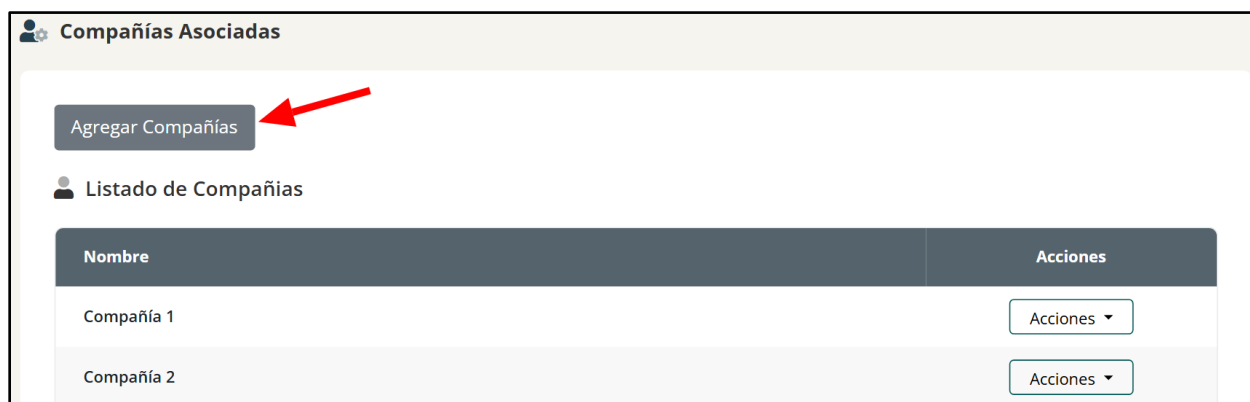 Compañías Asociadas
Agregar Compañías
Listado de Compañias
Nombre Acciones
Compañía 1 Acciones
Compañía 2 Acciones